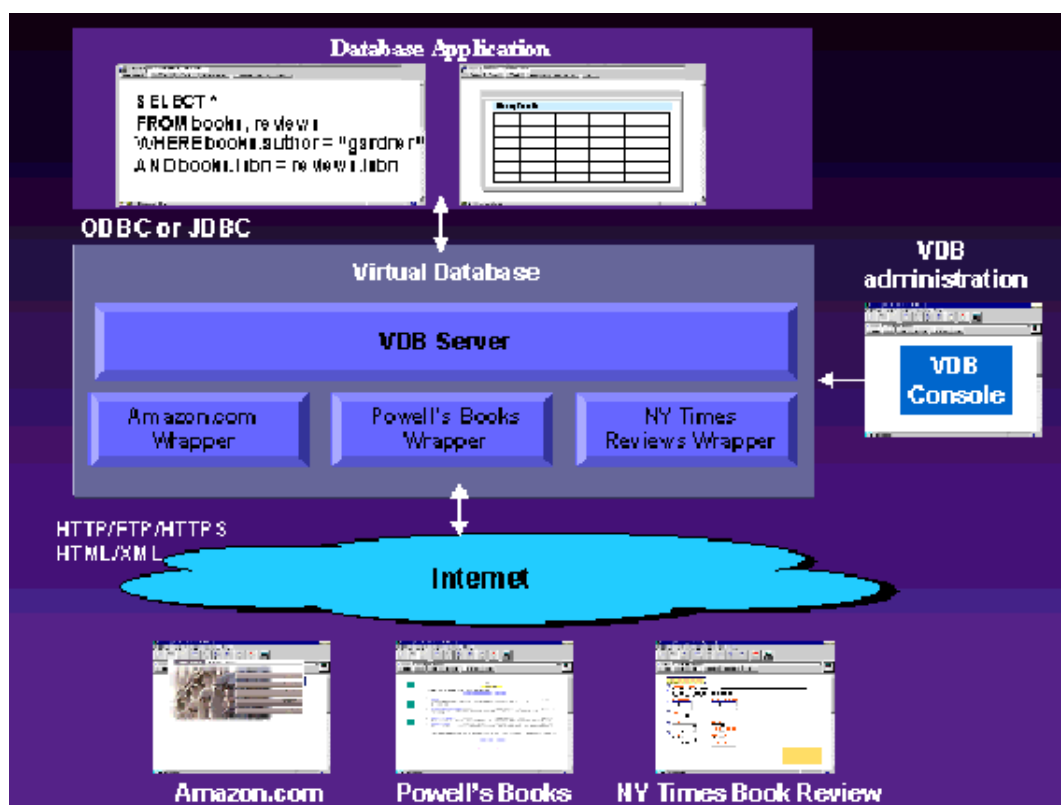 Database Application
SELECT *
FROM books, reviews
WHERE books.author = "gardner"
AND books.isbn = reviews.isbn
ODBC or JDBC
Virtual Database
VDB Server
Amazon.com
Wrapper
Powell's Books
Wrapper
NY Times
Reviews Wrapper
VDB
administration
VDB
Console
HTTP/FTP/HTTPS
HTML/XML
Internet
Amazon.com
Powell's Books
NY Times Book Review